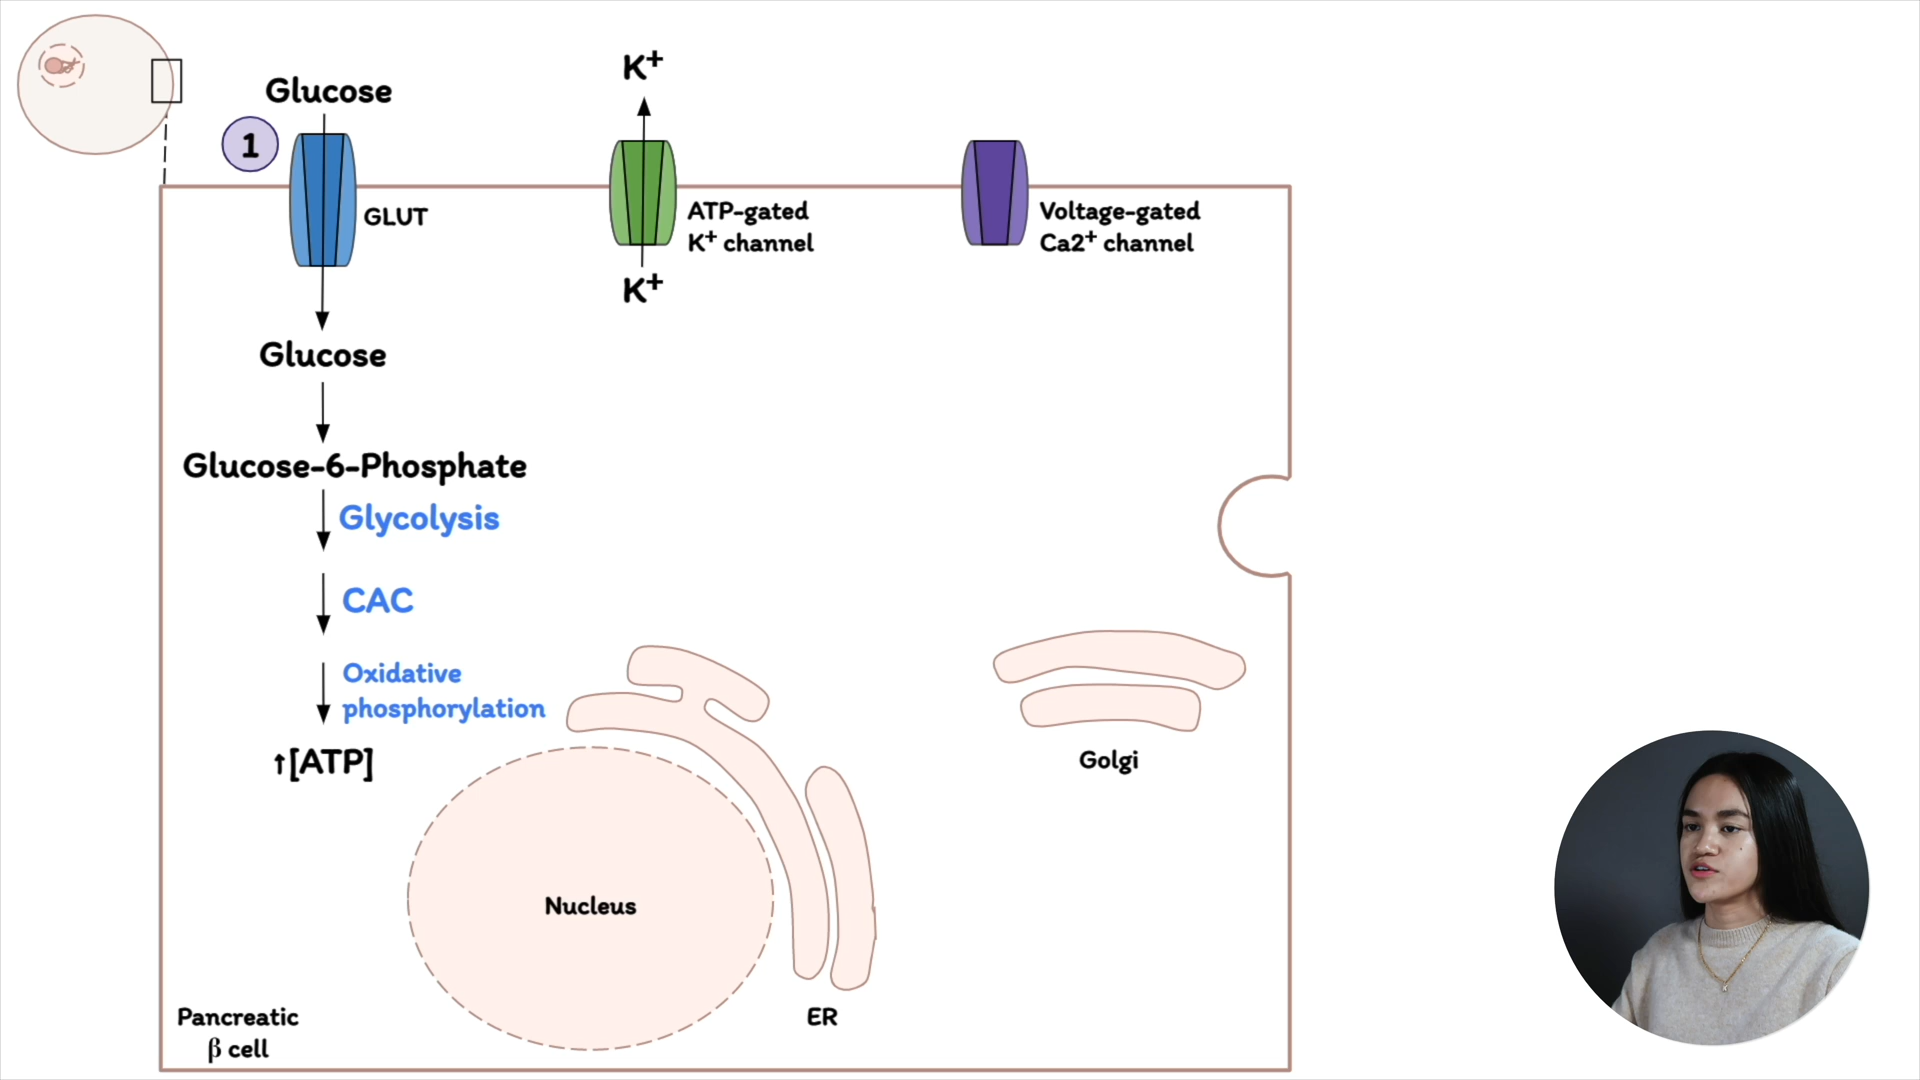 Glucose
1
GLUT
K⁺
ATP-gated
K⁺ channel
K⁺
Voltage-gated
Ca2⁺ channel
Glucose
Glucose-6-Phosphate
Glycolysis
CAC
Oxidative
phosphorylation
↑[ATP]
Nucleus
ER
Golgi
Pancreatic
β cell